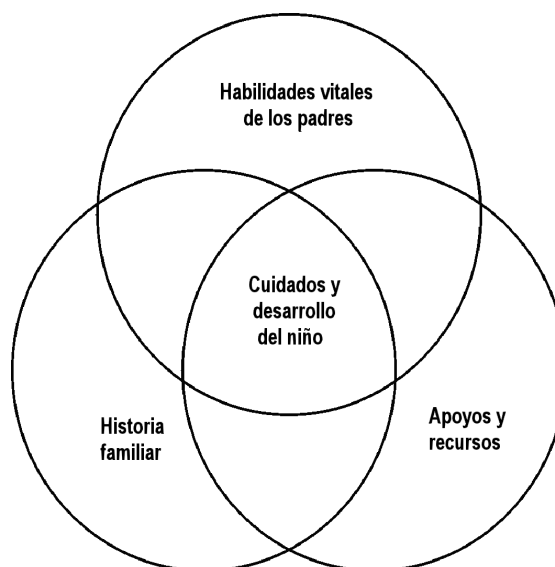 Habilidades vitales
de los padres
Cuidados y
desarrollo
del niño
Historia
familiar
Apoyos y
recursos